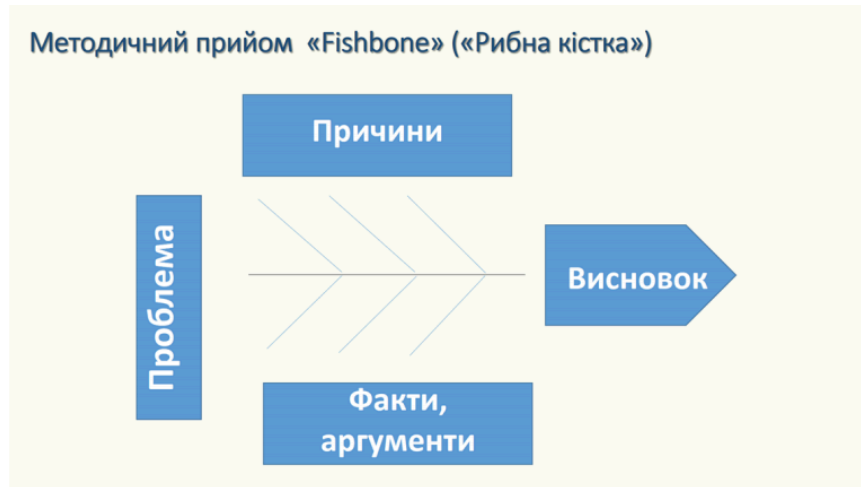 Методичний прийом «Fishbone» («Рибна кістка»)
Причини
Проблема
Висновок
Факти,
аргументи